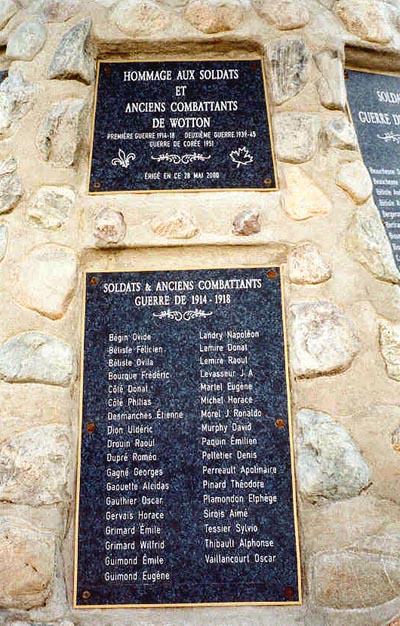 HOMMAGE AUX SOLDATS
ET
ANCIENS COMBATTANTS
DE WOTTON
PREMIÈRE GUERRE 1914-18 DEUXIÈME GUERRE 1939-45
GUERRE DE CORÉE 1951
ÉRIGÉ EN CE 28 MAI 2000
SOLDATS & ANCIENS COMBATTANTS
GUERRE DE 1914 - 1918
Bégin Ovide
Bélisle Félicien
Bélisle Ovila
Bourque Frédéric
Côté Donat
Côté Philias
Desmanches Étienne
Dion Uldéric
Drouin Raoul
Dupré Roméo
Gagné Georges
Gaouette Alcidas
Gauthier Oscar
Gervais Horace
Grimard Émile
Grimard Wilfrid
Guimond Émile
Guimond Eugène
Landry Napoléon
Lemire Donat
Lemire Raoul
Levasseur J. A.
Martel Eugène
Michel Horace
Morel J. Ronaldo
Murphy David
Paquin Émilien
Pelletier Denis
Perreault Apolinaire
Pinard Théodore
Plamondon Elphège
Sirois Aimé
Tessier Sylvio
Thibault Alphonse
Vaillancourt Oscar
SOLDATS
GUERRE DE